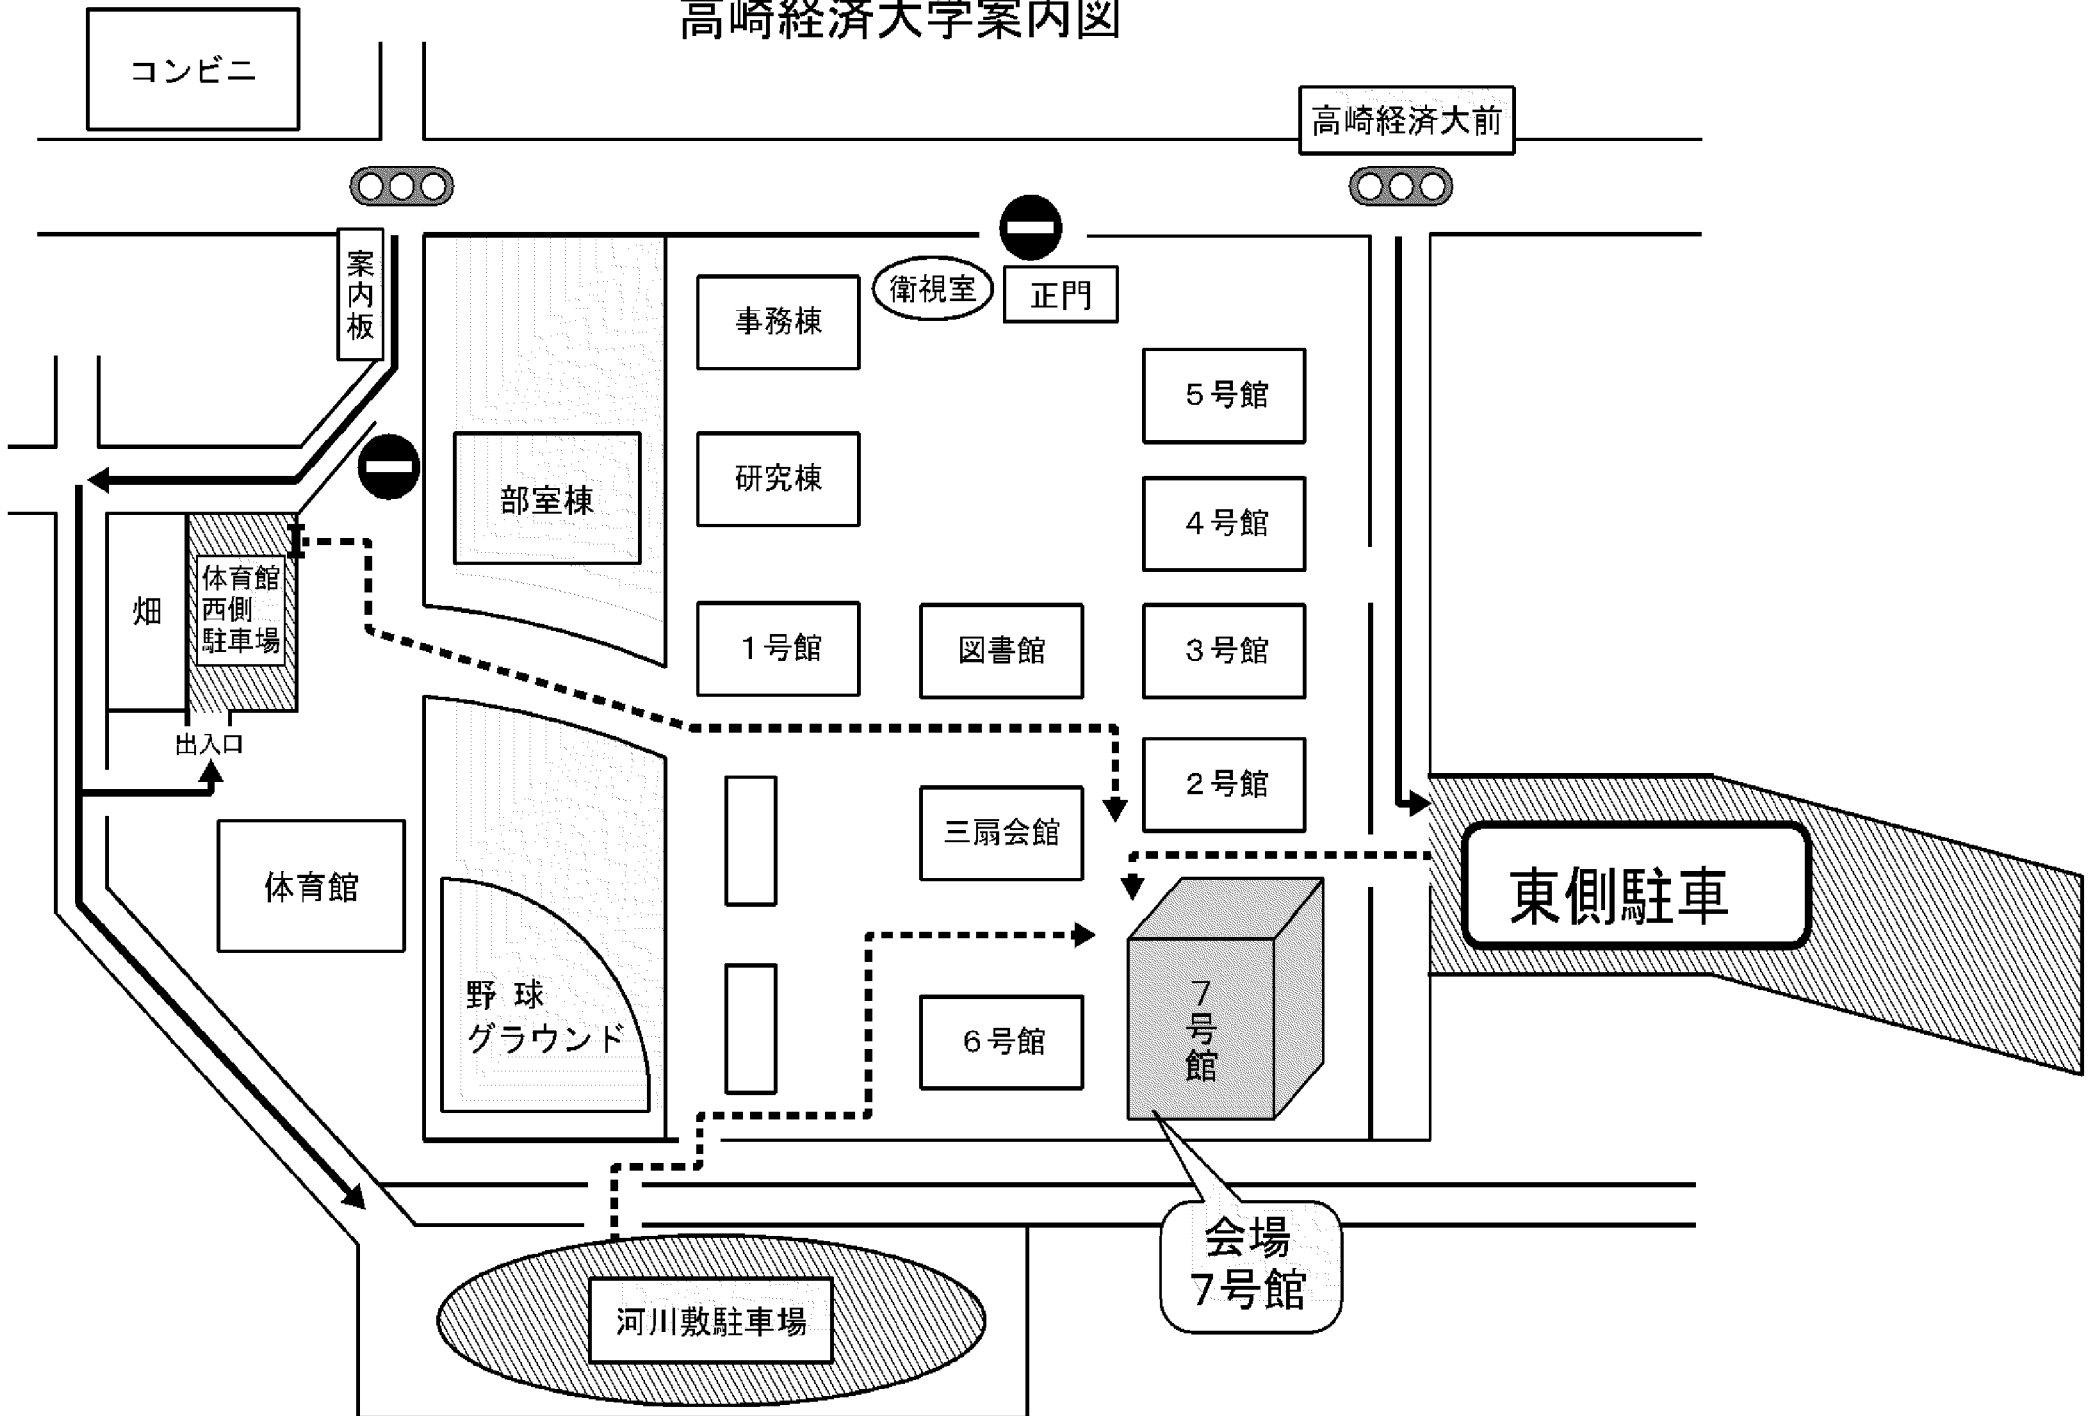 高崎経済大学案内図
コンビニ
高崎経済大前
案内板
衛視室
正門
事務棟
5号館
研究棟
部室棟
4号館
体育館
西側
駐車場
畑
1号館
図書館
3号館
出入口
2号館
三扇会館
体育館
東側駐車
野 球
グラウンド
6号館
7号館
会場
7号館
河川敷駐車場